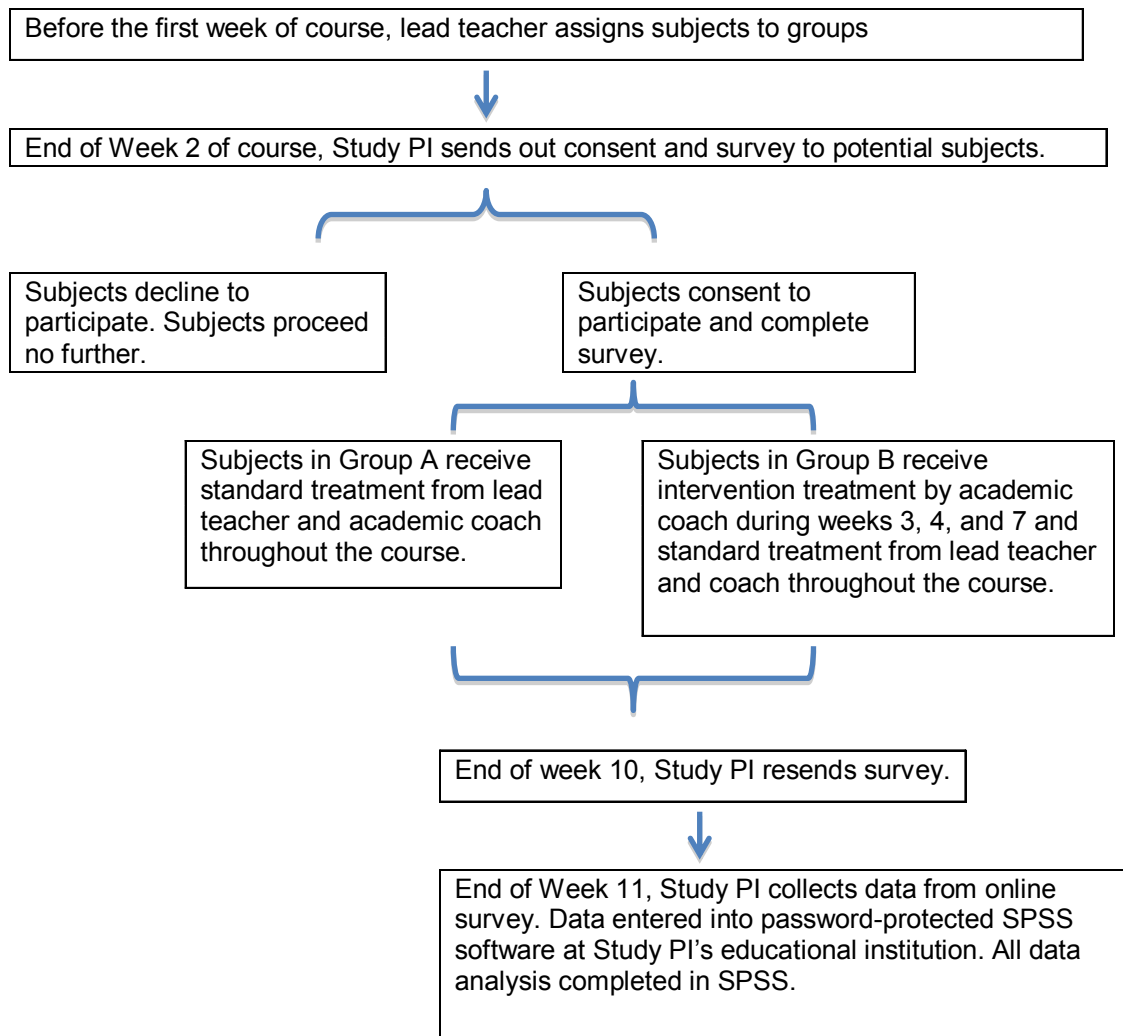 Before the first week of course, lead teacher assigns subjects to groups
End of Week 2 of course, Study PI sends out consent and survey to potential subjects.
Subjects decline to
participate. Subjects proceed
no further.
Subjects consent to
participate and complete
survey.
Subjects in Group A receive
standard treatment from lead
teacher and academic coach
throughout the course.
Subjects in Group B receive
intervention treatment by academic
coach during weeks 3, 4, and 7 and
standard treatment from lead teacher
and coach throughout the course.
End of week 10, Study PI resends survey.
End of Week 11, Study PI collects data from online
survey. Data entered into password-protected SPSS
software at Study PI’s educational institution. All data
analysis completed in SPSS.